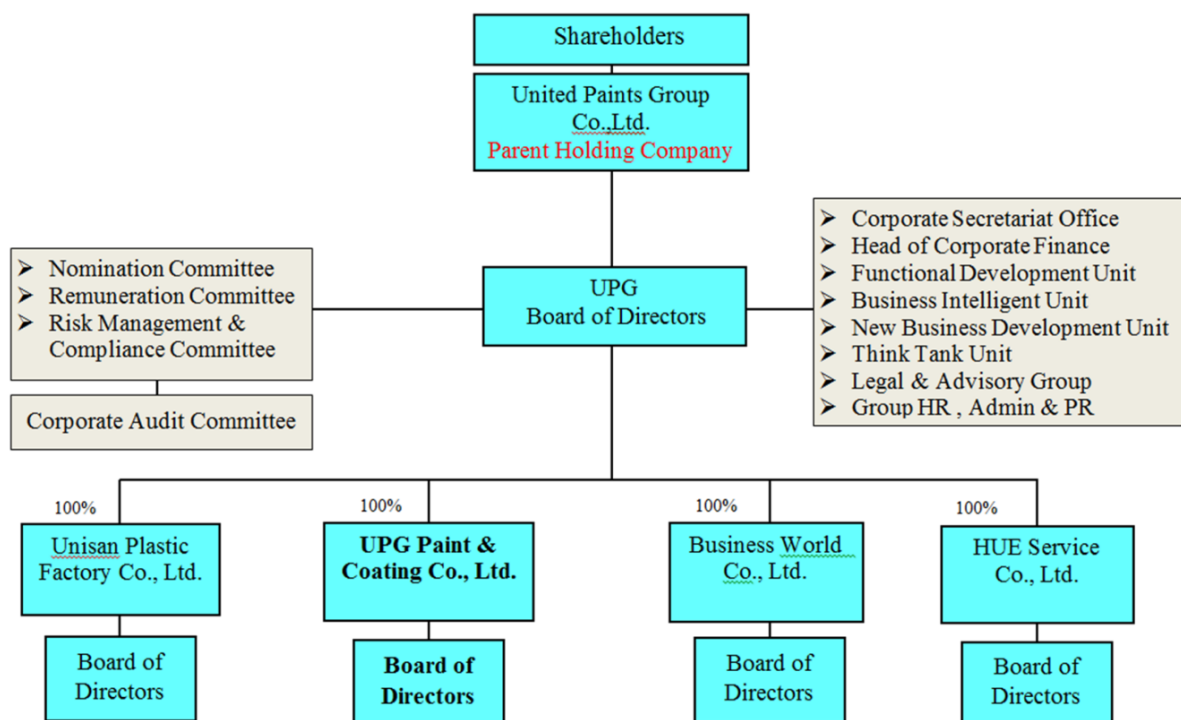 Shareholders
United Paints Group
Co.,Ltd.
Parent Holding Company
➢ Nomination Committee
➢ Remuneration Committee
➢ Risk Management &
Compliance Committee
Corporate Audit Committee
UPG
Board of Directors
➢ Corporate Secretariat Office
➢ Head of Corporate Finance
➢ Functional Development Unit
➢ Business Intelligent Unit
➢ New Business Development Unit
➢ Think Tank Unit
➢ Legal & Advisory Group
➢ Group HR , Admin & PR
100%
Unisan Plastic
Factory Co., Ltd.
Board of
Directors
100%
UPG Paint &
Coating Co., Ltd.
Board of
Directors
100%
Business World
Co., Ltd.
Board of
Directors
100%
HUE Service
Co., Ltd.
Board of
Directors